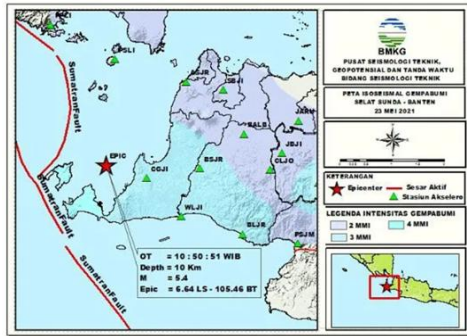 BMKG
PUSAT SEISMOLOGI TEKNIK,
GEOPOTENSIAL DAN TANDA WAKTU
BIDANG SEISMOLOGI TEKNIK
PETA ISOSEISMAL GEMPABUMI
SELAT SUNDA - BANTEN
23 MEI 2021
KETERANGAN
Epicenter
Sesar Aktif
Stasiun Akselero
LEGENDA INTENSITAS GEMPABUMI
2 MMI
4 MMI
3 MMI
SumatranFault
SumatranFault
SumatranFault
EPIC
CGJI
BSJR
WLJI
BLJR
PSJM
CLJO
JBJI
BALB
SBJI
OT = 10 : 50 : 51 WIB
Depth = 10 Km
M = 5.4
Epic = 6.64 LS - 105.46 BT